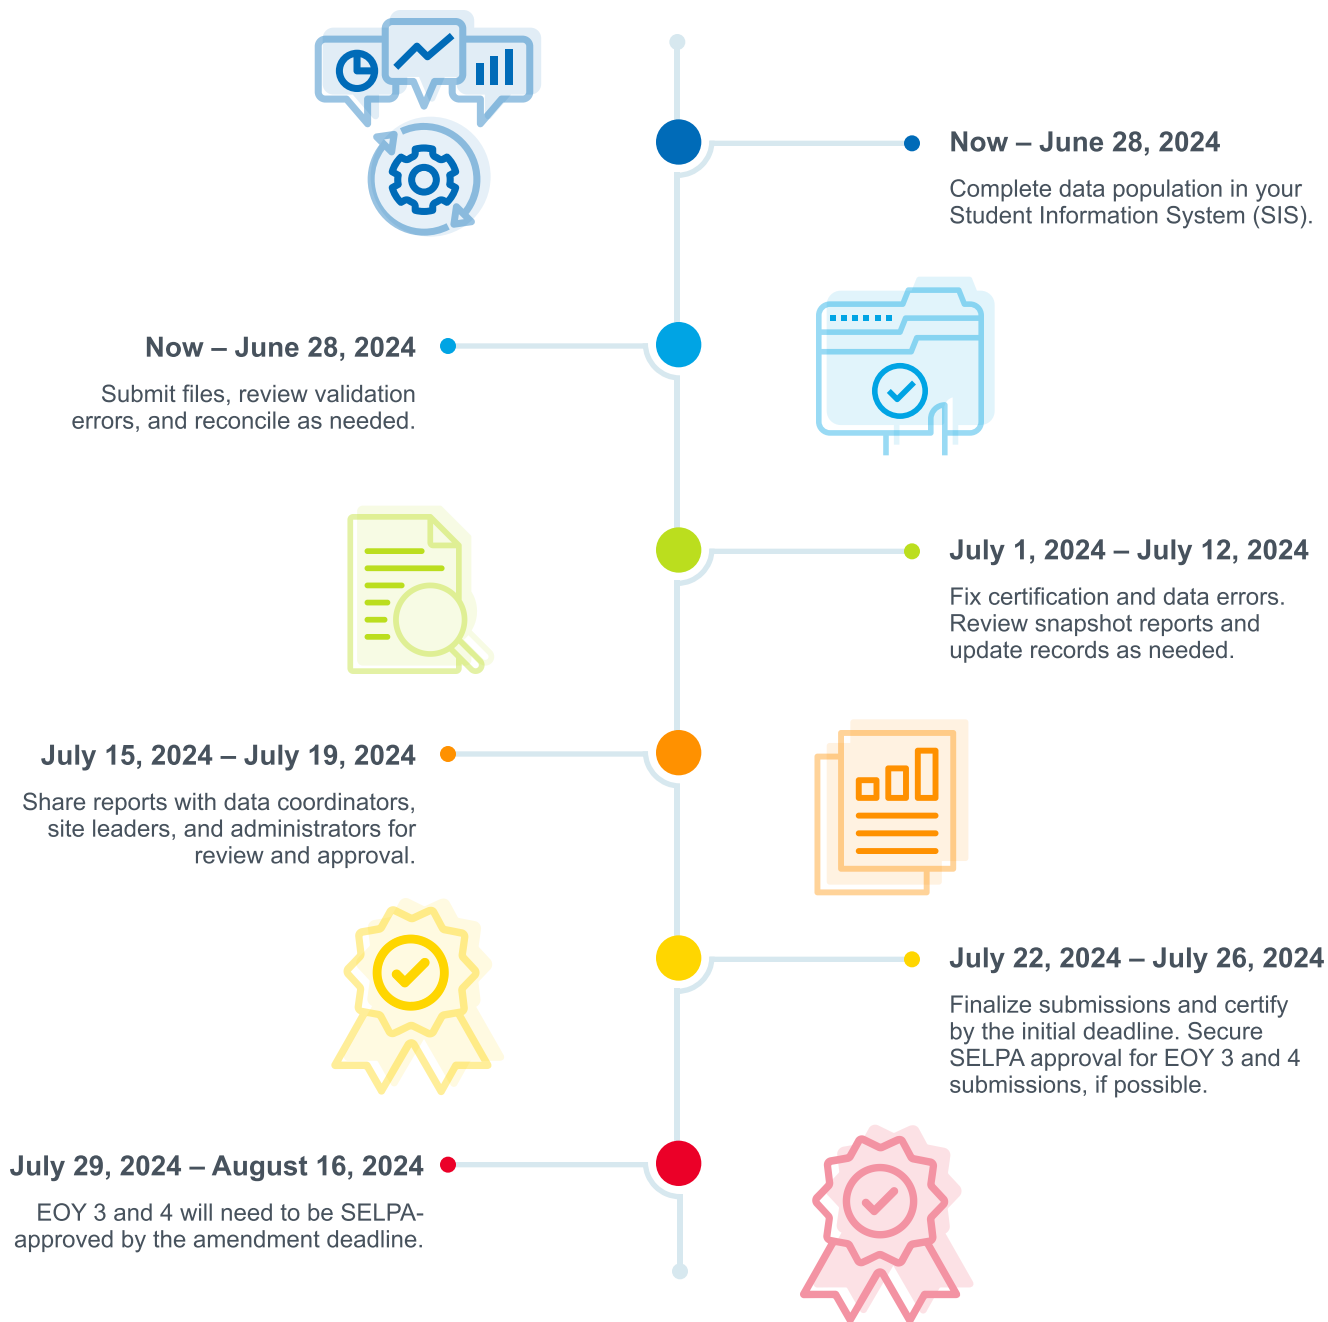 Now – June 28, 2024
Complete data population in your
Student Information System (SIS).
Now – June 28, 2024
Submit files, review validation
errors, and reconcile as needed.
July 1, 2024 – July 12, 2024
Fix certification and data errors.
Review snapshot reports and
update records as needed.
July 15, 2024 – July 19, 2024
Share reports with data coordinators,
site leaders, and administrators for
review and approval.
July 22, 2024 – July 26, 2024
Finalize submissions and certify
by the initial deadline. Secure
SELPA approval for EOY 3 and 4
submissions, if possible.
July 29, 2024 – August 16, 2024
EOY 3 and 4 will need to be SELPA-
approved by the amendment deadline.